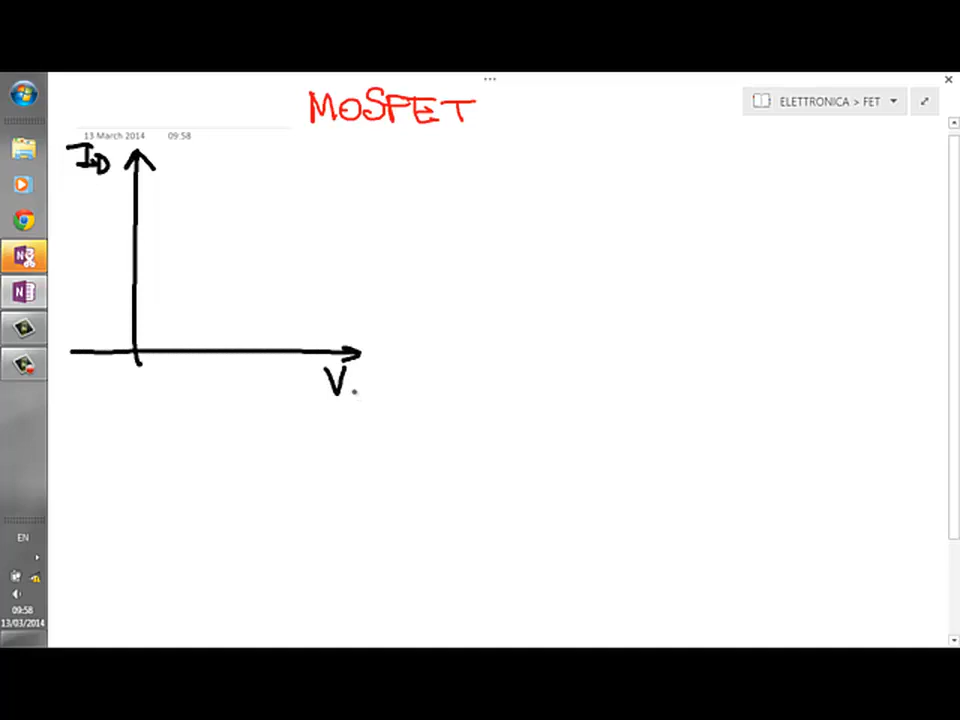 MOSFET
ELETTRONICA > FET
13 March 2014 09:58
ID
V
EN
09:58
13/03/2014